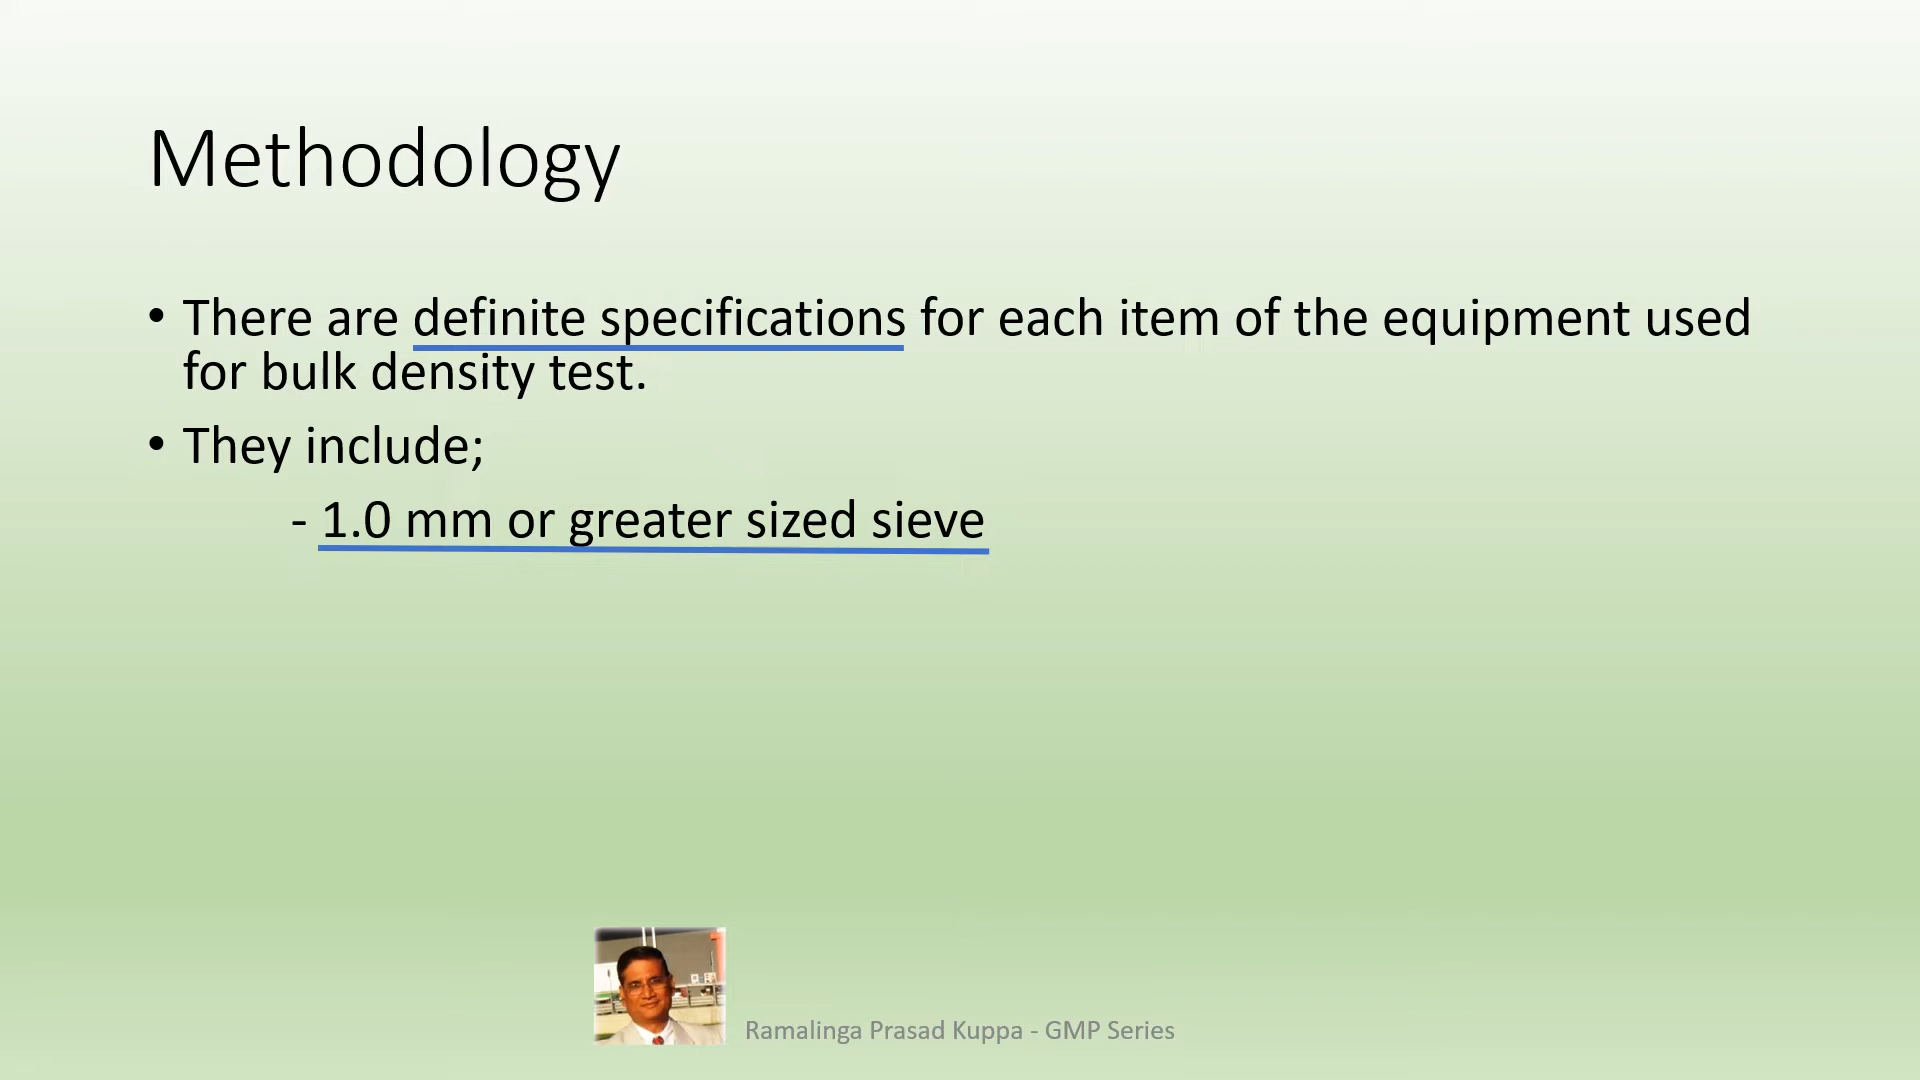 Methodology
• There are definite specifications for each item of the equipment used
for bulk density test.
• They include;
- 1.0 mm or greater sized sieve
Ramalinga Prasad Kuppa - GMP Series